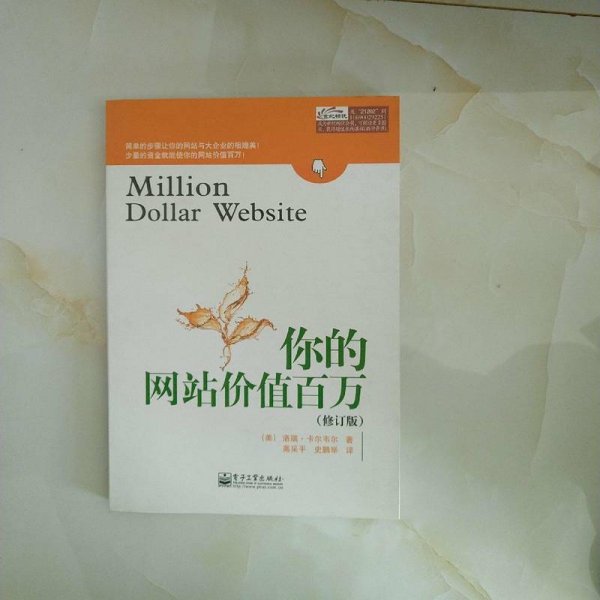 简单的步骤让你的网站与大企业的相媲美！
少量的资金就能使你的网站价值百万！
Million
Dollar Website
你的
网站价值百万
（修订版）
（美） 洛瑞·卡尔韦尔 著
高采平 史鹏举 译
电子工业出版社